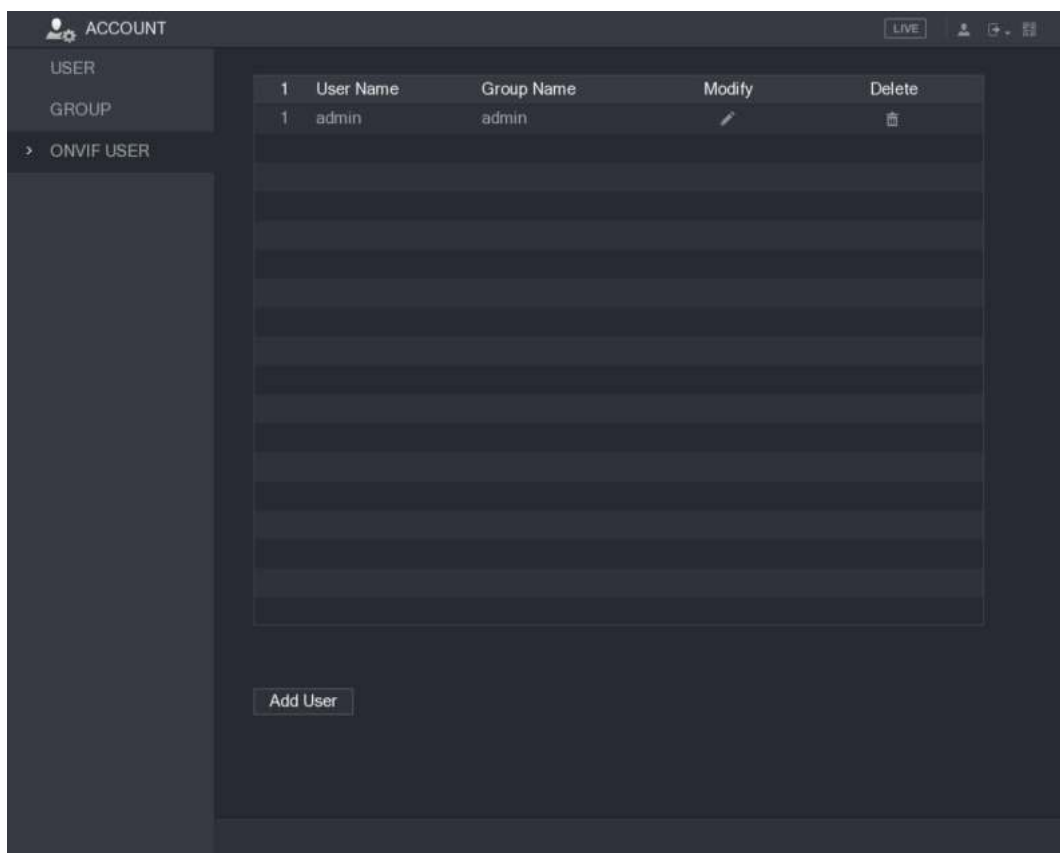 ACCOUNT
LIVE
USER
GROUP
> ONVIF USER
1 User Name Group Name Modify Delete
1 admin admin
Add User